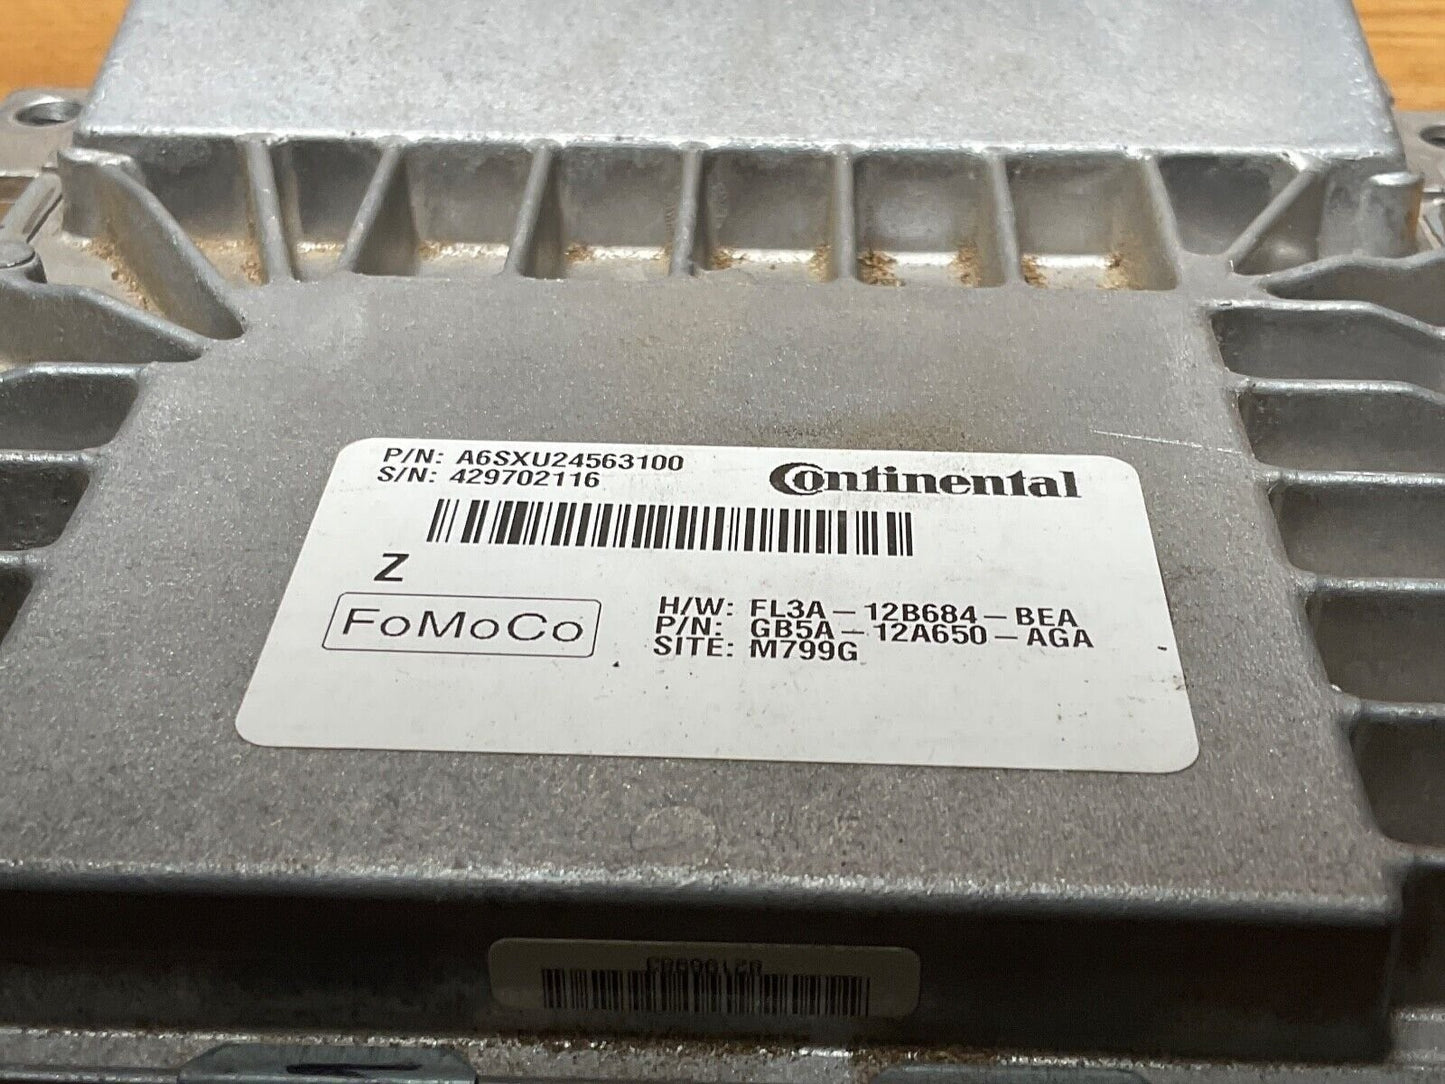 P/N: A6SXU24563100
S/N: 429702116
Continental
Z
FoMoCo
H/W: FL3A-12B684-BEA
P/N: GB5A-12A650-AGA
SITE: M799G